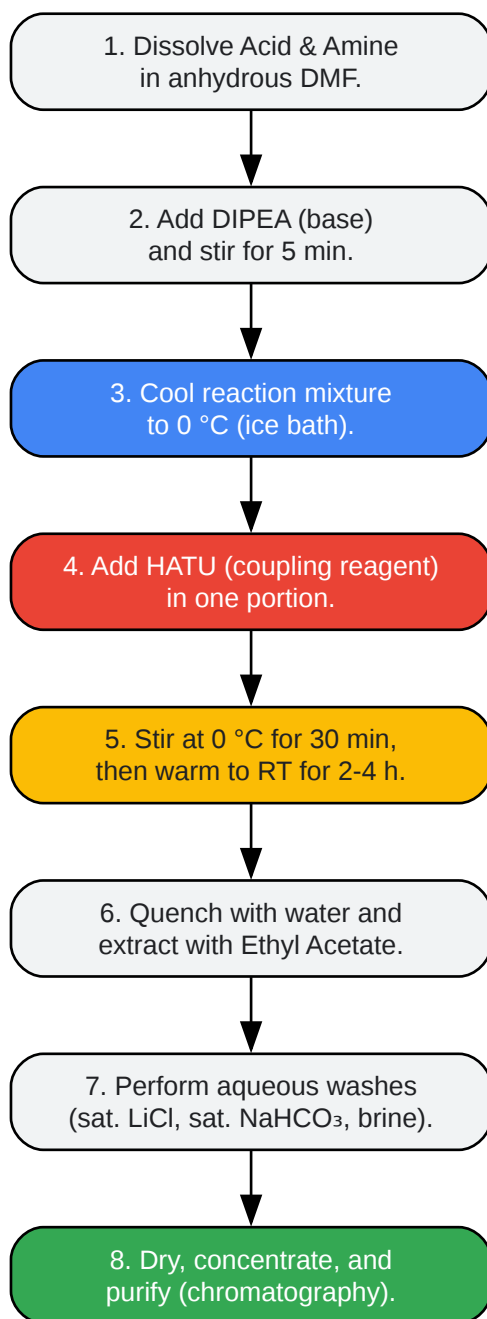 1. Dissolve Acid & Amine
in anhydrous DMF.
2. Add DIPEA (base)
and stir for 5 min.
3. Cool reaction mixture
to 0 °C (ice bath).
4. Add HATU (coupling reagent)
in one portion.
5. Stir at 0 °C for 30 min,
then warm to RT for 2-4 h.
6. Quench with water and
extract with Ethyl Acetate.
7. Perform aqueous washes
(sat. LiCl, sat. NaHCO₃, brine).
8. Dry, concentrate, and
purify (chromatography).